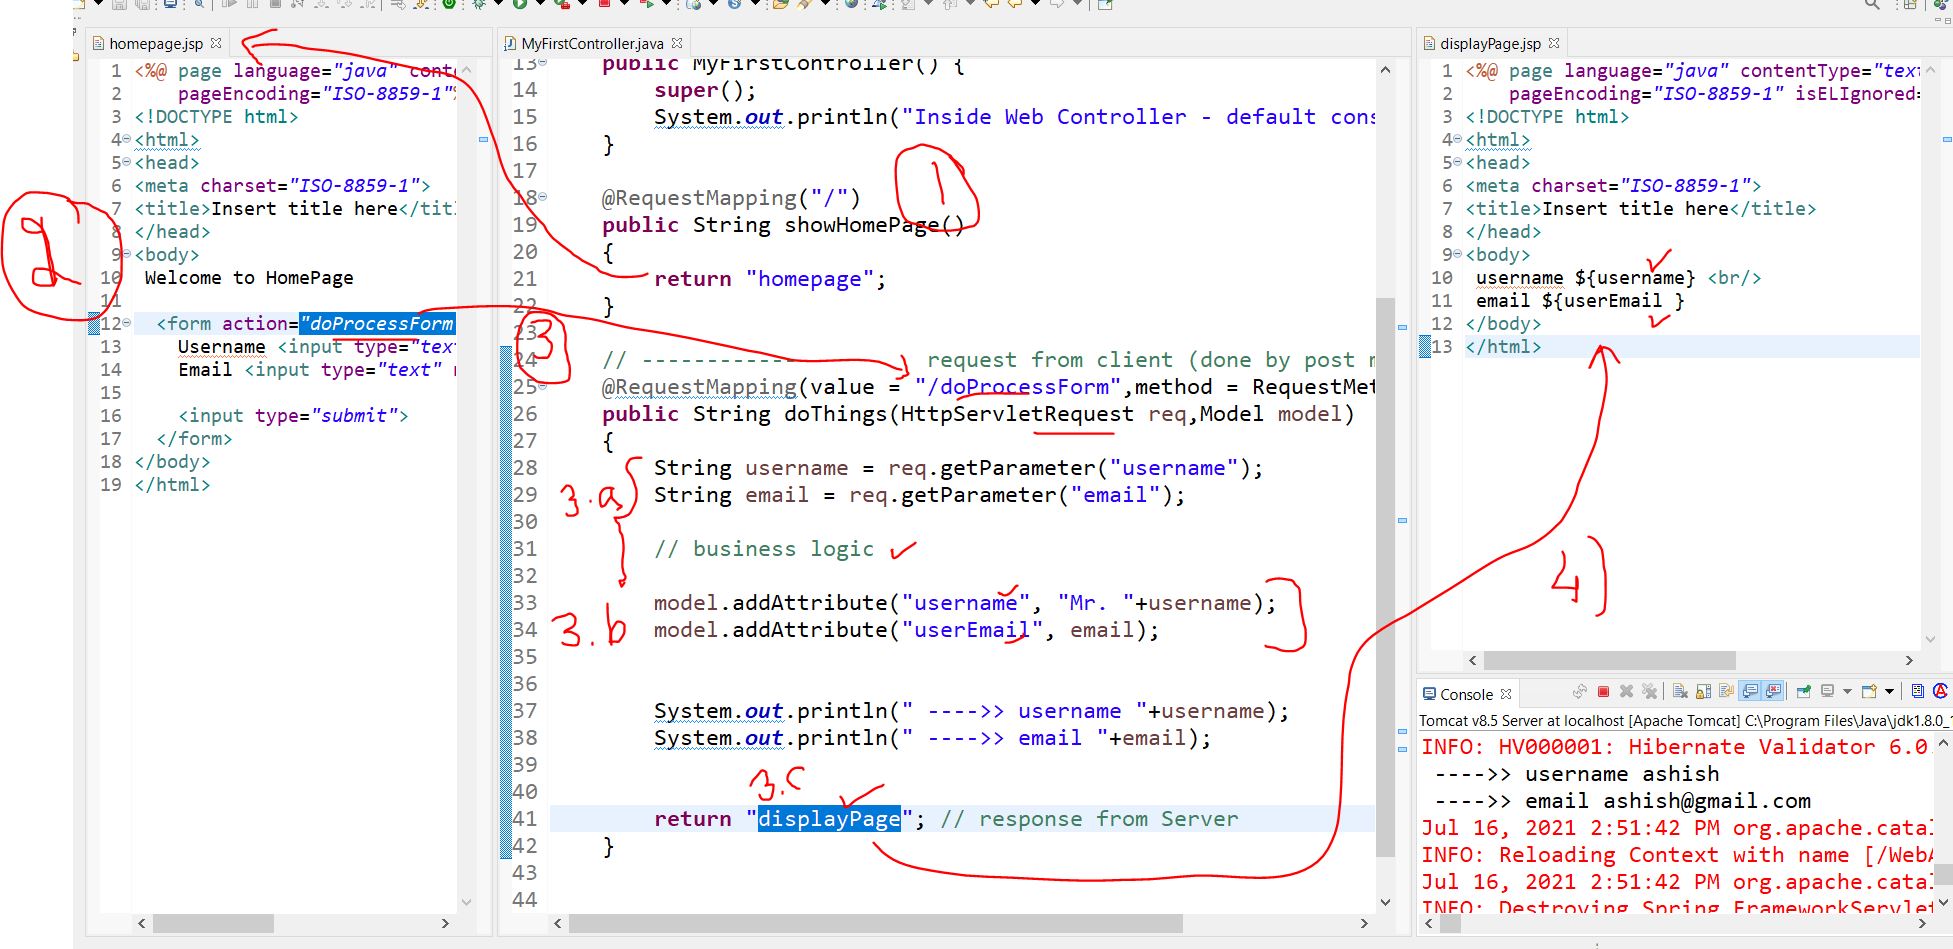 homepage.jsp
1 <%@ page language="java" conte
2 pageEncoding="ISO-8859-1"%
3 <!DOCTYPE html>
4 <html>
5 <head>
6 <meta charset="ISO-8859-1">
7 <title>Insert title here</titl
8 </head>
9 <body>
10 Welcome to HomePage
11
12 <form action="doProcessForm
13 Username <input type="text
14 Email <input type="text" n
15
16 <input type="submit">
17 </form>
18 </body>
19 </html>
2
MyFirstController.java
13 public MyFirstController() {
14 super();
15 System.out.println("Inside Web Controller - default cons
16 }
17
18 @RequestMapping("/")
19 public String showHomePage()
20 {
21 return "homepage";
22 }
23
24 // ------------- request from client (done by post m
25 @RequestMapping(value = "/doProcessForm",method = RequestMet
26 public String doThings(HttpServletRequest req,Model model)
27 {
28 String username = req.getParameter("username");
29 String email = req.getParameter("email");
30
31 // business logic
32
33 model.addAttribute("username", "Mr. "+username);
34 model.addAttribute("userEmail", email);
35
36
37 System.out.println(" ---->> username "+username);
38 System.out.println(" ---->> email "+email);
39
40
41 return "displayPage"; // response from Server
42 }
43
44
1
3
3.a
3.b
3.c
displayPage.jsp
1 <%@ page language="java" contentType="tex
2 pageEncoding="ISO-8859-1" isELIgnored=
3 <!DOCTYPE html>
4 <html>
5 <head>
6 <meta charset="ISO-8859-1">
7 <title>Insert title here</title>
8 </head>
9 <body>
10 username ${username} <br/>
11 email ${userEmail }
12 </body>
13 </html>
4)
Console
Tomcat v8.5 Server at localhost [Apache Tomcat] C:\Program Files\Java\jdk1.8.0_1
INFO: HV000001: Hibernate Validator 6.0
---->> username ashish
---->> email ashish@gmail.com
Jul 16, 2021 2:51:42 PM org.apache.catal
INFO: Reloading Context with name [/WebA
Jul 16, 2021 2:51:42 PM org.apache.catal
INFO: Destroying Spring FrameworkServlet